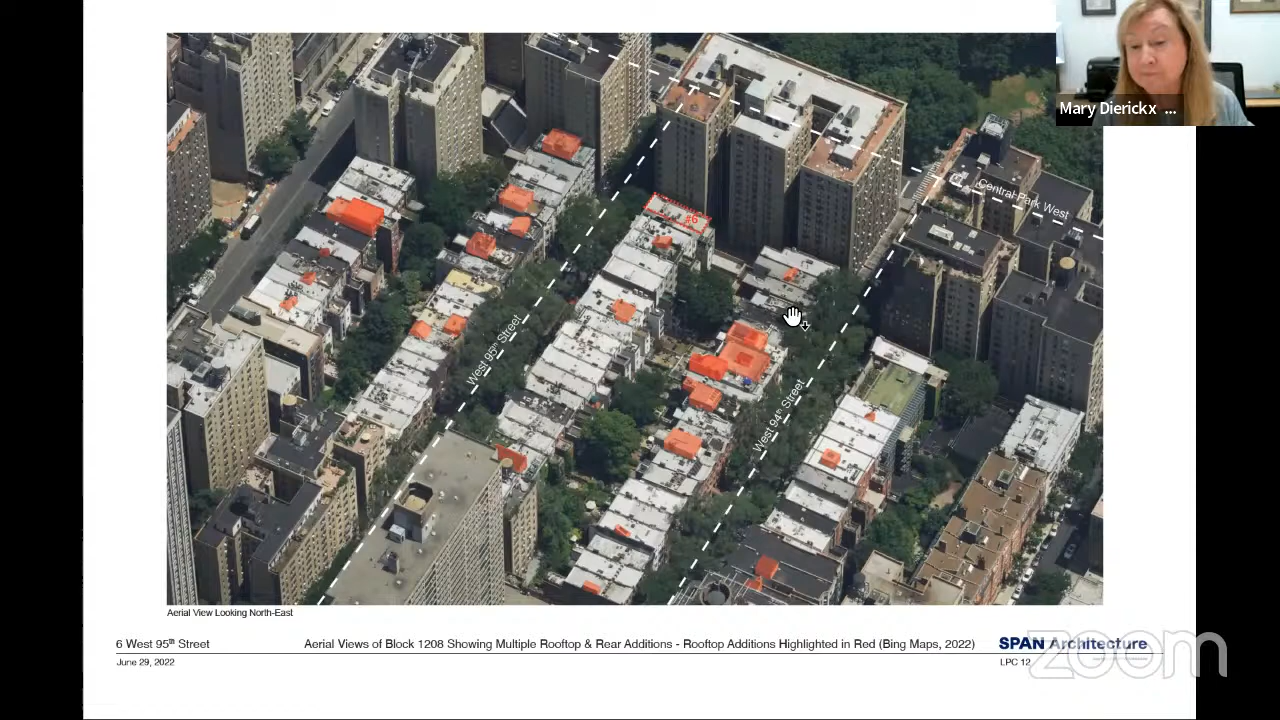 Mary Dierickx ...
Central Park West
#6
West 95th Street
West 94th Street
Aerial View Looking North-East
6 West 95th Street
Aerial Views of Block 1208 Showing Multiple Rooftop & Rear Additions - Rooftop Additions Highlighted in Red (Bing Maps, 2022)
SPAN Architecture
June 29, 2022
LPC 12
zoom